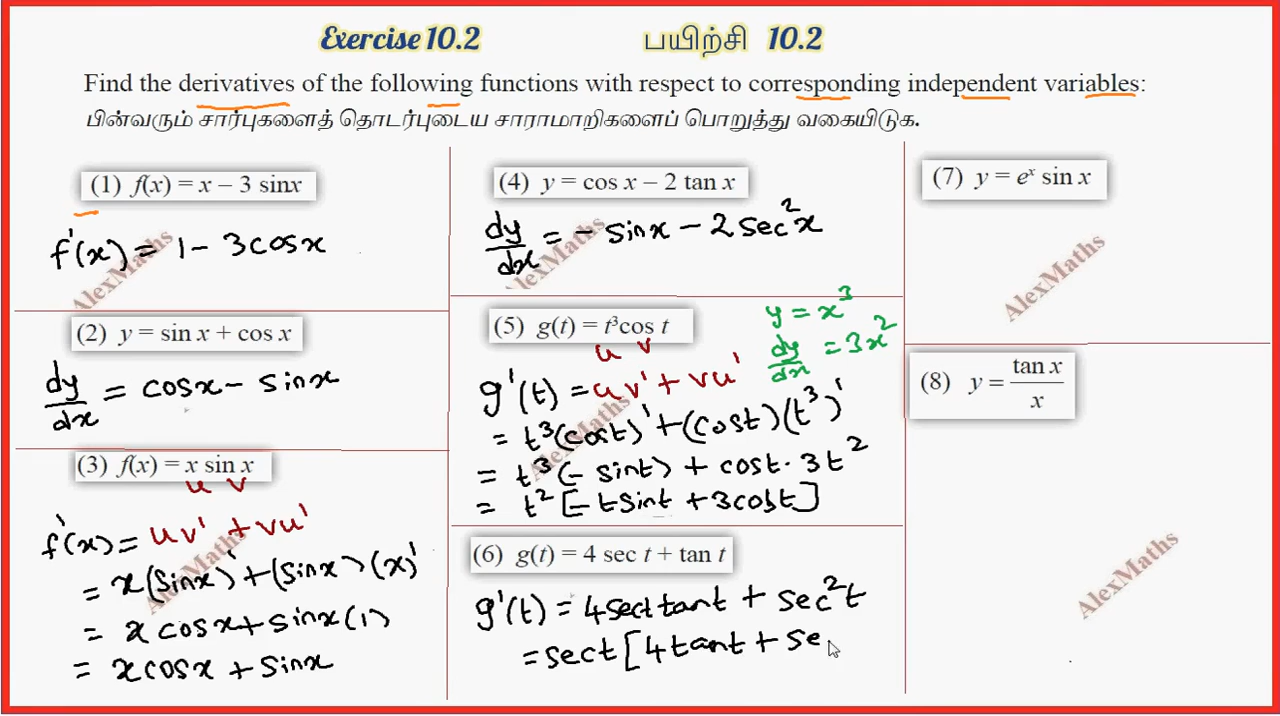 Exercise 10.2 பயிற்சி 10.2
Find the derivatives of the following functions with respect to corresponding independent variables:
பின்வரும் சார்புகளைத் தொடர்புடைய சாராமாறிகளைப் பொறுத்து வகையிடுக.
(1) f(x) = x – 3 sinx
f'(x) = 1 - 3cosx
AlexMaths
(2) y = sin x + cos x
dy/dx = cosx - sinx
(3) f(x) = x sin x
u v
f'(x) = uv' + vu'
= x(sinx)' + (sinx)(x)'
= x cosx + sinx(1)
= xcosx + sinx
AlexMaths
(4) y = cos x – 2 tan x
dy/dx = - sinx - 2sec²x
AlexMaths
(5) g(t) = t³cos t
u v
y = x³
dy/dx = 3x²
g'(t) = uv' + vu'
= t³(cost)' + (cost)(t³)'
= t³(- sint) + cost · 3t²
= t² [- tsint + 3cost]
AlexMaths
(6) g(t) = 4 sec t + tan t
g'(t) = 4sect tant + sec²t
= sect [4tant + se
(7) y = eˣ sin x
AlexMaths
(8) y = tan x / x
AlexMaths